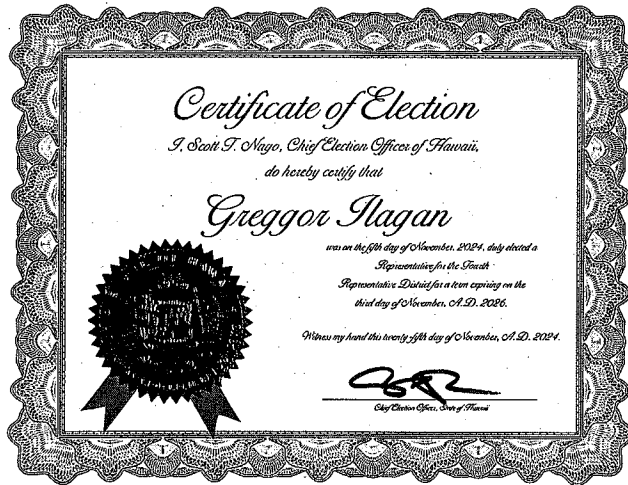 Certificate of Election
I, Scott T. Nago, Chief Election Officer of Hawaii,
do hereby certify that
Greggor Ilagan
was on the fifth day of November, 2024, duly elected a
Representative for the Fourth
Representative District for a term expiring on the
third day of November, A.D. 2026.
Witness my hand this twenty fifth day of November, A.D. 2024.
Chief Election Officer, State of Hawaii